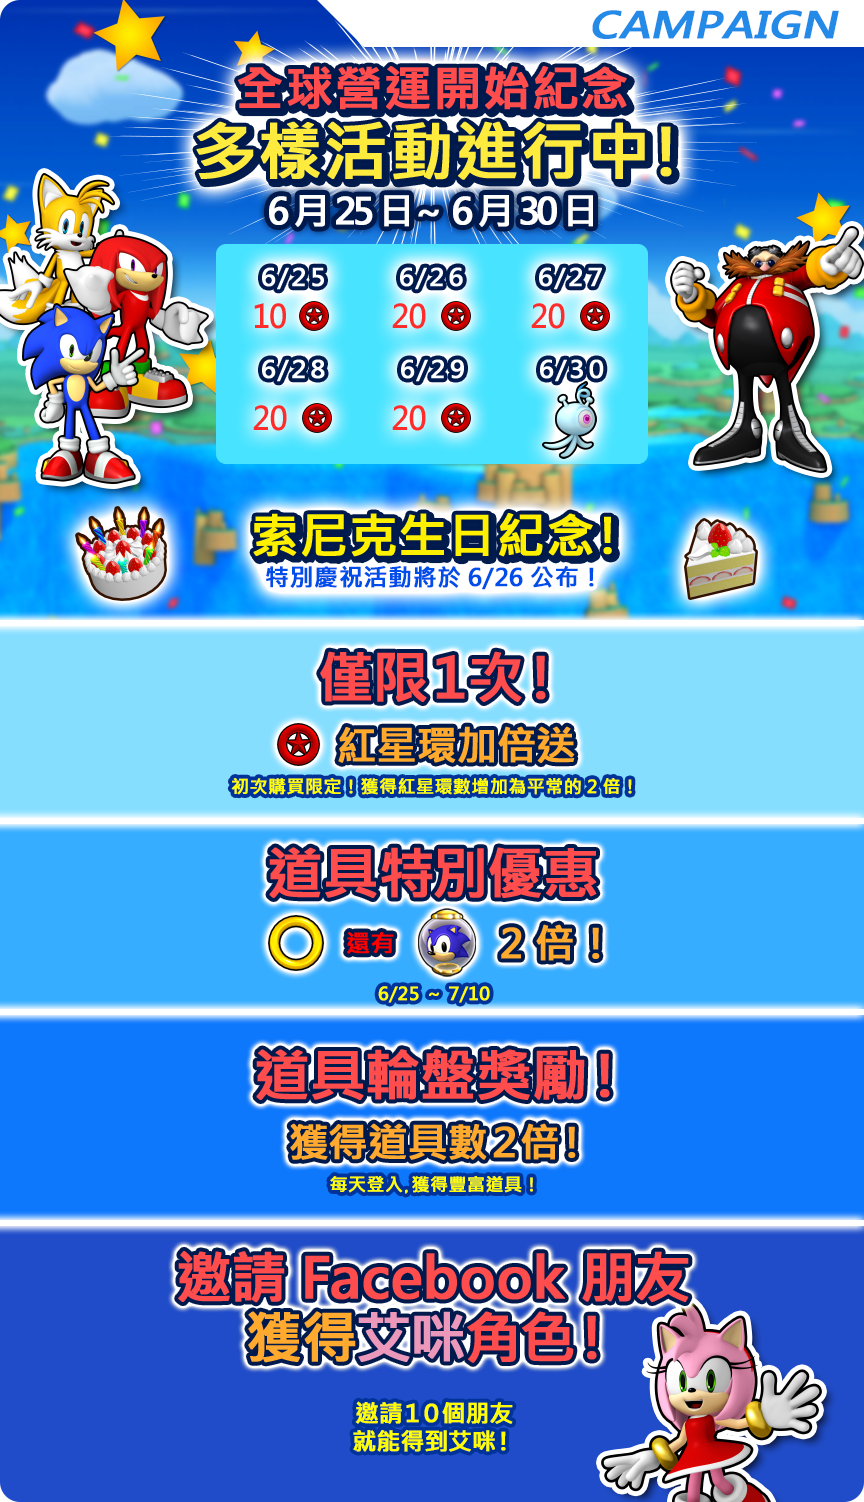 CAMPAIGN
全球營運開始紀念
多樣活動進行中!
6月25日~6月30日
6/25 6/26 6/27
10 20 20
6/28 6/29 6/30
20 20
索尼克生日紀念!
特別慶祝活動將於 6/26 公布!
僅限1次!
紅星環加倍送
初次購買限定!獲得紅星環數增加為平常的2倍!
道具特別優惠
還有 2倍!
6/25 ~ 7/10
道具輪盤獎勵!
獲得道具數2倍!
每天登入,獲得豐富道具!
邀請 Facebook 朋友
獲得艾咪角色!
邀請10個朋友
就能得到艾咪!